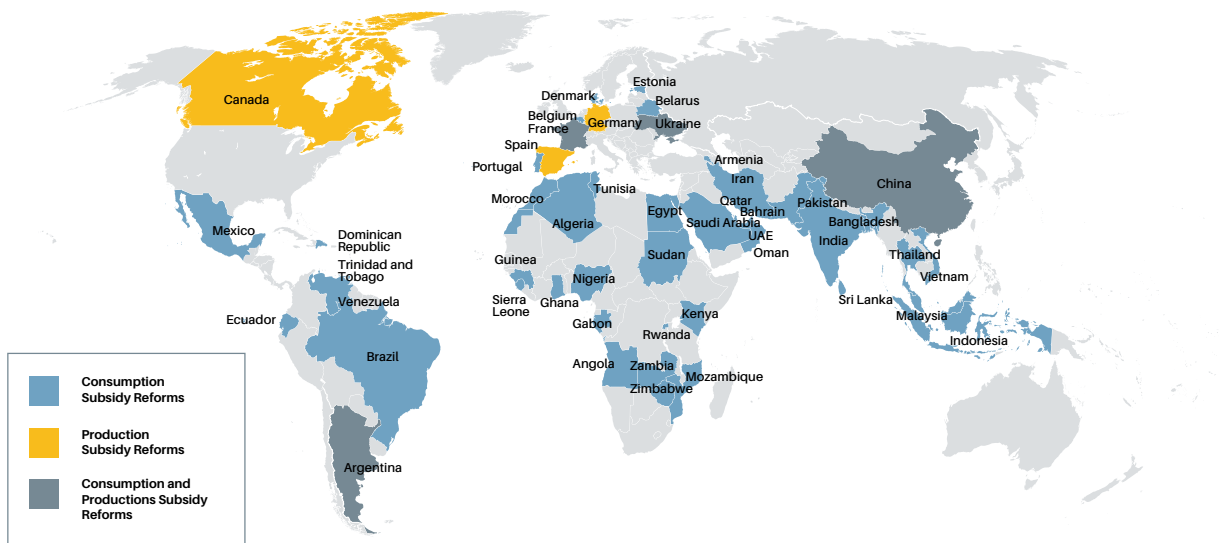 Canada
Mexico
Dominican
Republic
Trinidad and
Tobago
Venezuela
Ecuador
Brazil
Argentina
Estonia
Denmark
Belarus
Belgium
France
Germany
Ukraine
Spain
Portugal
Armenia
Iran
Tunisia
Morocco
Algeria
Egypt
Qatar
Bahrain
Saudi Arabia
UAE
Oman
Pakistan
China
Bangladesh
India
Thailand
Vietnam
Sri Lanka
Malaysia
Indonesia
Sudan
Guinea
Sierra
Leone
Ghana
Nigeria
Gabon
Kenya
Rwanda
Angola
Zambia
Mozambique
Zimbabwe
Consumption
Subsidy Reforms
Production
Subsidy Reforms
Consumption and
Productions Subsidy
Reforms